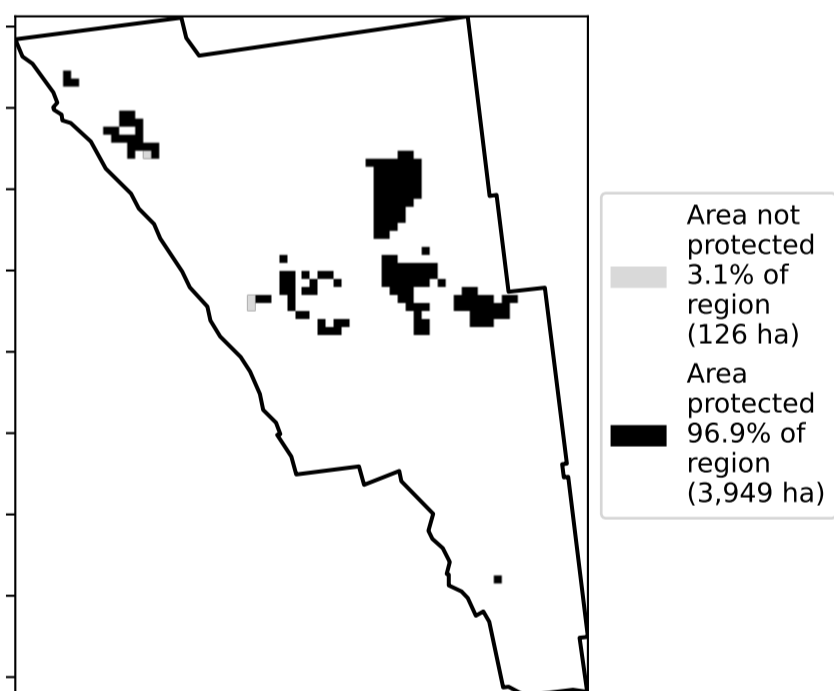 Area not
protected
3.1% of
region
(126 ha)
Area
protected
96.9% of
region
(3,949 ha)